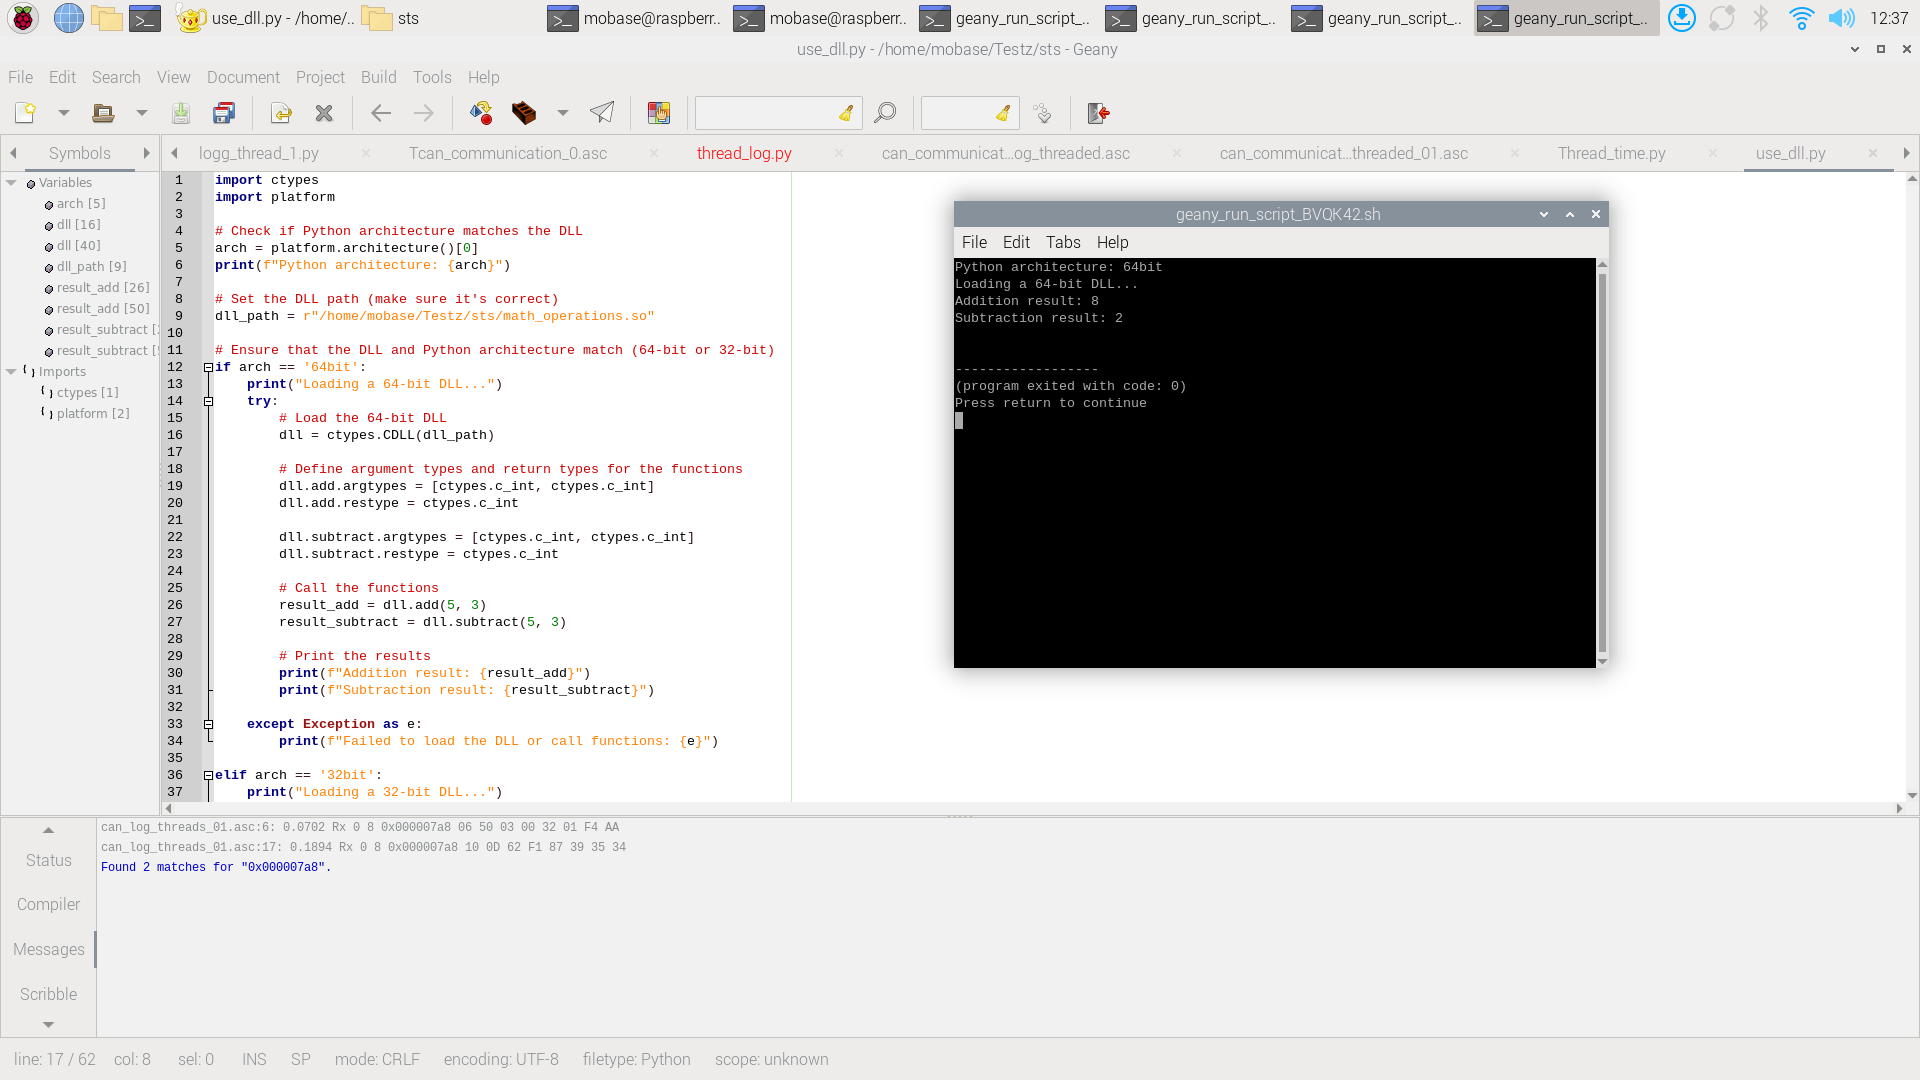 use_dll.py - /home/..
sts
mobase@raspberr..
mobase@raspberr..
geany_run_script_..
geany_run_script_..
geany_run_script_..
geany_run_script_..
12:37
use_dll.py - /home/mobase/Testz/sts - Geany
File Edit Search View Document Project Build Tools Help
Symbols
logg_thread_1.py
Tcan_communication_0.asc
thread_log.py
can_communicat...og_threaded.asc
can_communicat...threaded_01.asc
Thread_time.py
use_dll.py
Variables
arch [5]
dll [16]
dll [40]
dll_path [9]
result_add [26]
result_add [50]
result_subtract [
result_subtract [
Imports
ctypes [1]
platform [2]
1 import ctypes
2 import platform
3
4 # Check if Python architecture matches the DLL
5 arch = platform.architecture()[0]
6 print(f"Python architecture: {arch}")
7
8 # Set the DLL path (make sure it's correct)
9 dll_path = r"/home/mobase/Testz/sts/math_operations.so"
10
11 # Ensure that the DLL and Python architecture match (64-bit or 32-bit)
12 if arch == '64bit':
13     print("Loading a 64-bit DLL...")
14     try:
15         # Load the 64-bit DLL
16         dll = ctypes.CDLL(dll_path)
17
18         # Define argument types and return types for the functions
19         dll.add.argtypes = [ctypes.c_int, ctypes.c_int]
20         dll.add.restype = ctypes.c_int
21
22         dll.subtract.argtypes = [ctypes.c_int, ctypes.c_int]
23         dll.subtract.restype = ctypes.c_int
24
25         # Call the functions
26         result_add = dll.add(5, 3)
27         result_subtract = dll.subtract(5, 3)
28
29         # Print the results
30         print(f"Addition result: {result_add}")
31         print(f"Subtraction result: {result_subtract}")
32
33     except Exception as e:
34         print(f"Failed to load the DLL or call functions: {e}")
35
36 elif arch == '32bit':
37     print("Loading a 32-bit DLL...")
geany_run_script_BVQK42.sh
File Edit Tabs Help
Python architecture: 64bit
Loading a 64-bit DLL...
Addition result: 8
Subtraction result: 2
------------------
(program exited with code: 0)
Press return to continue
Status
Compiler
Messages
Scribble
can_log_threads_01.asc:6: 0.0702 Rx 0 8 0x000007a8 06 50 03 00 32 01 F4 AA
can_log_threads_01.asc:17: 0.1894 Rx 0 8 0x000007a8 10 0D 62 F1 87 39 35 34
Found 2 matches for "0x000007a8".
line: 17 / 62 col: 8 sel: 0 INS SP mode: CRLF encoding: UTF-8 filetype: Python scope: unknown